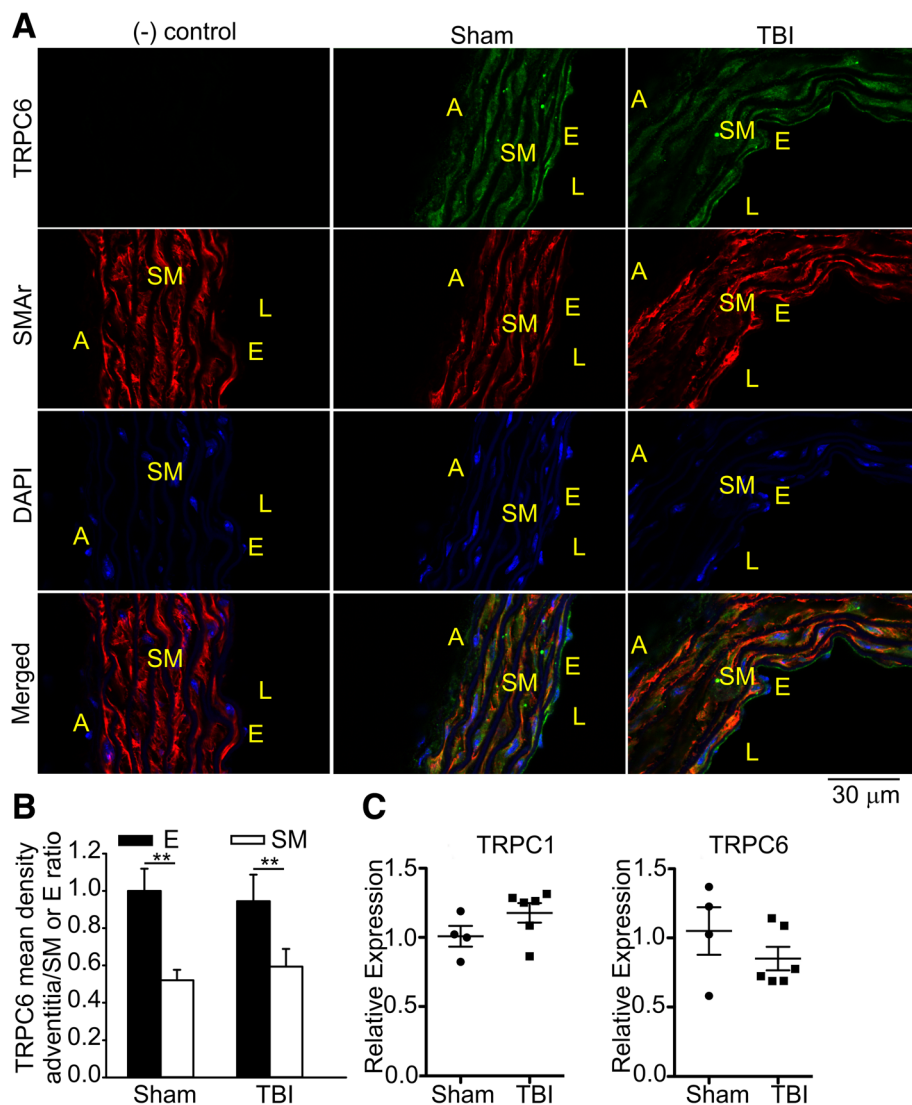 A
(-) control Sham TBI
TRPC6
A
SM
E
L
A
SM
E
L
SMAr
SM
L
A
E
A
SM
E
L
A
SM
E
L
DAPI
SM
L
A
E
A
SM
E
L
A
SM
E
L
Merged
SM
L
A
E
A
SM
E
L
A
SM
E
L
30 μm
B
E SM
** **
TRPC6 mean density
adventitia/SM or E ratio
1.2
1.0
0.8
0.6
0.4
0.2
0.0
Sham TBI
C
TRPC1
Relative Expression
1.5
1.0
0.5
0.0
Sham TBI
TRPC6
Relative Expression
1.5
1.0
0.5
0.0
Sham TBI